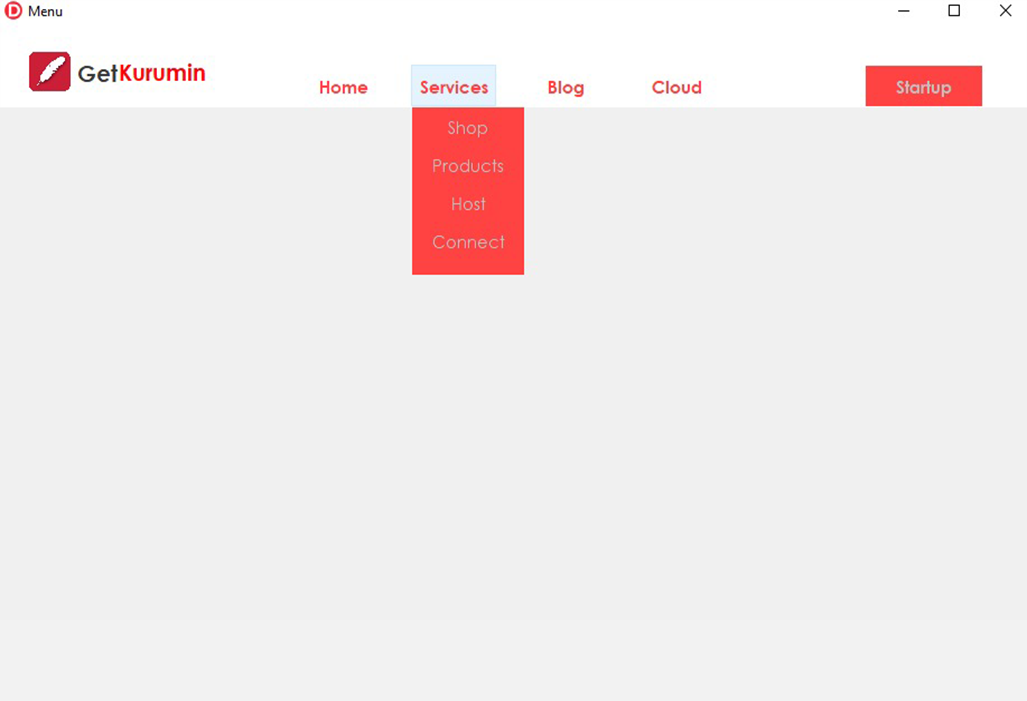 Menu
GetKurumin
Home Services Blog Cloud Startup
Shop
Products
Host
Connect